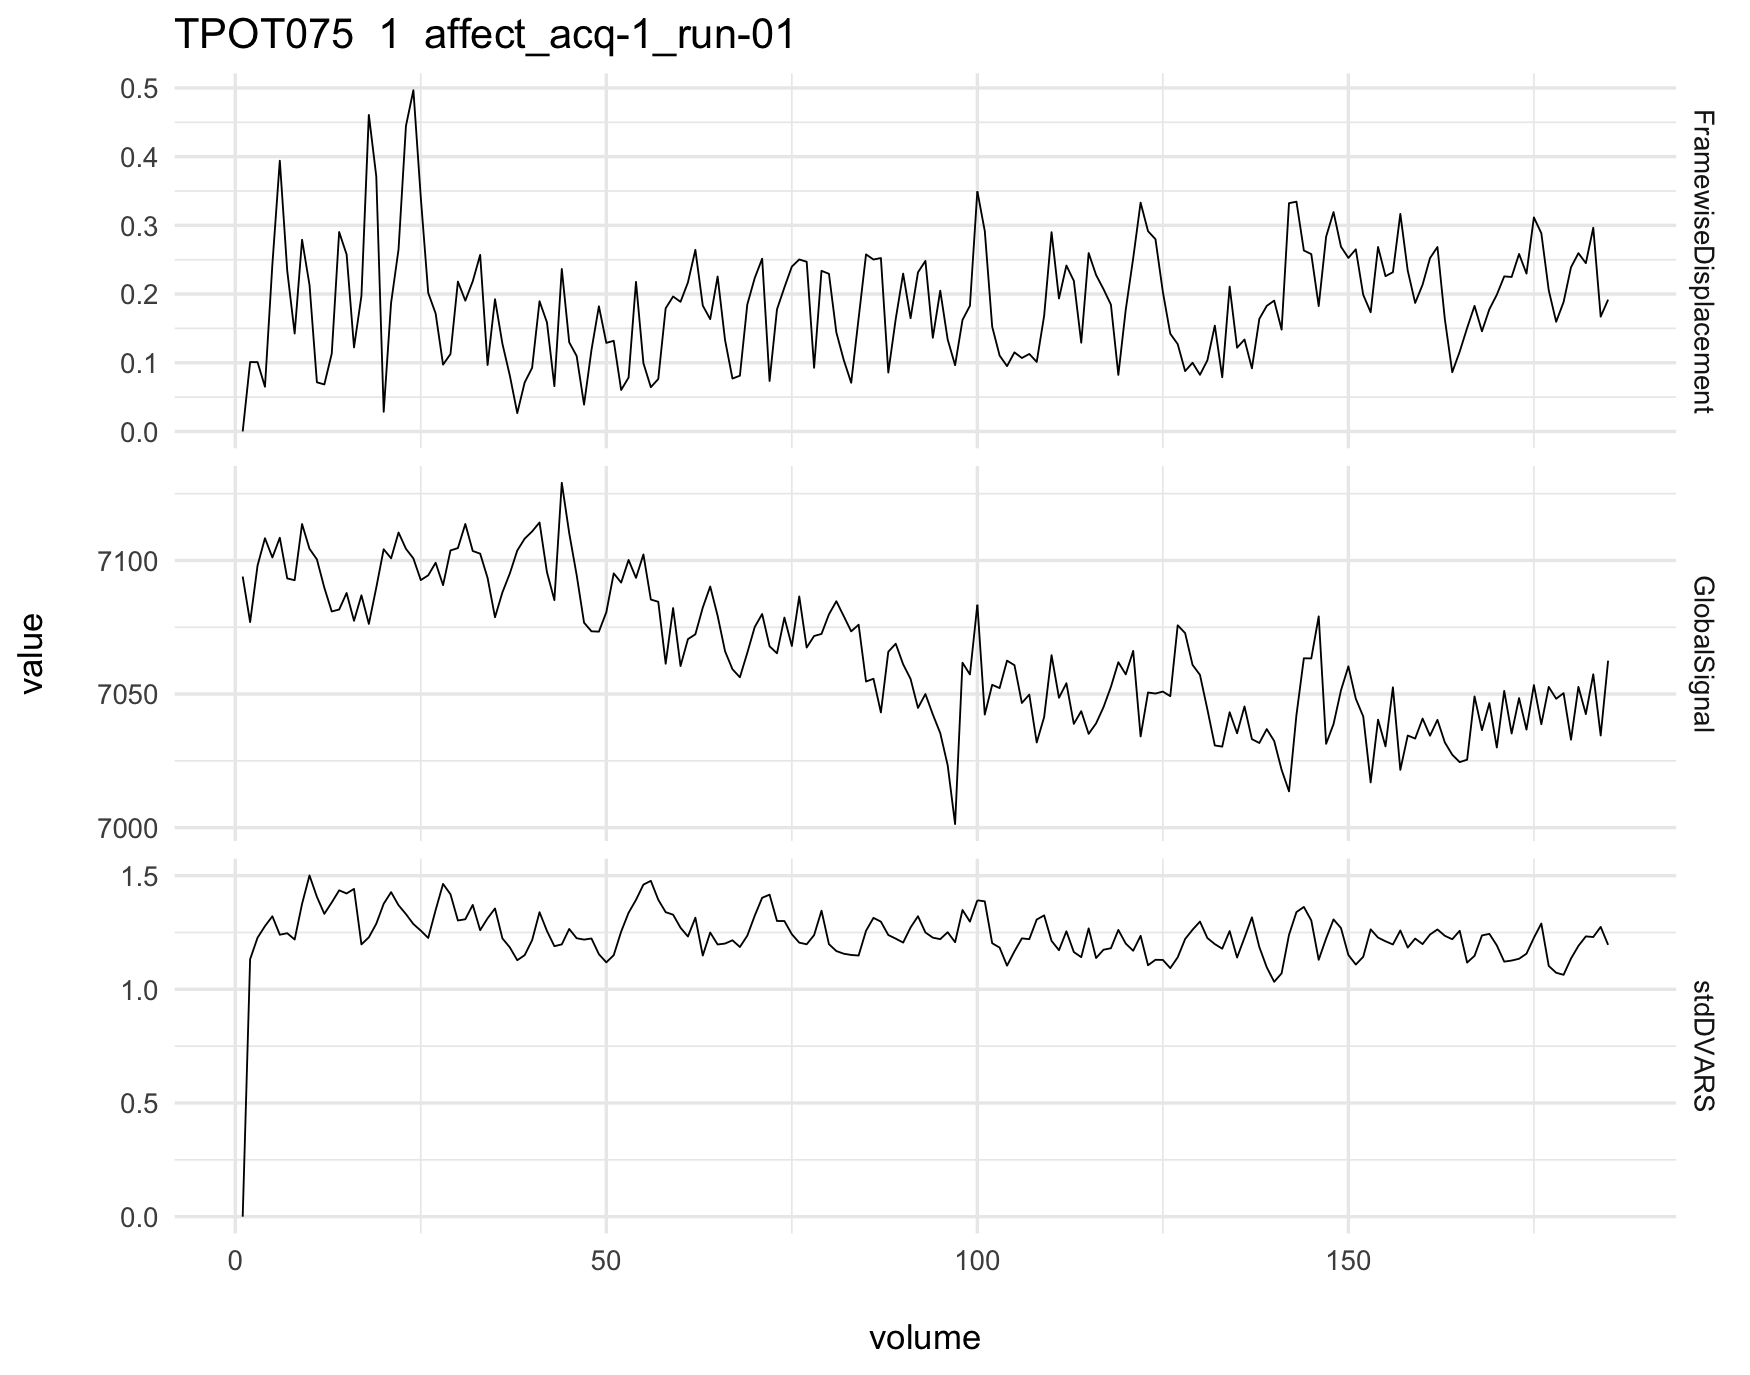 TPOT075 1 affect_acq-1_run-01
0.5
0.4
0.3
0.2
0.1
0.0
FramewiseDisplacement
7100
7050
7000
GlobalSignal
1.5
1.0
0.5
0.0
stdDVARS
value
0 50 100 150
volume